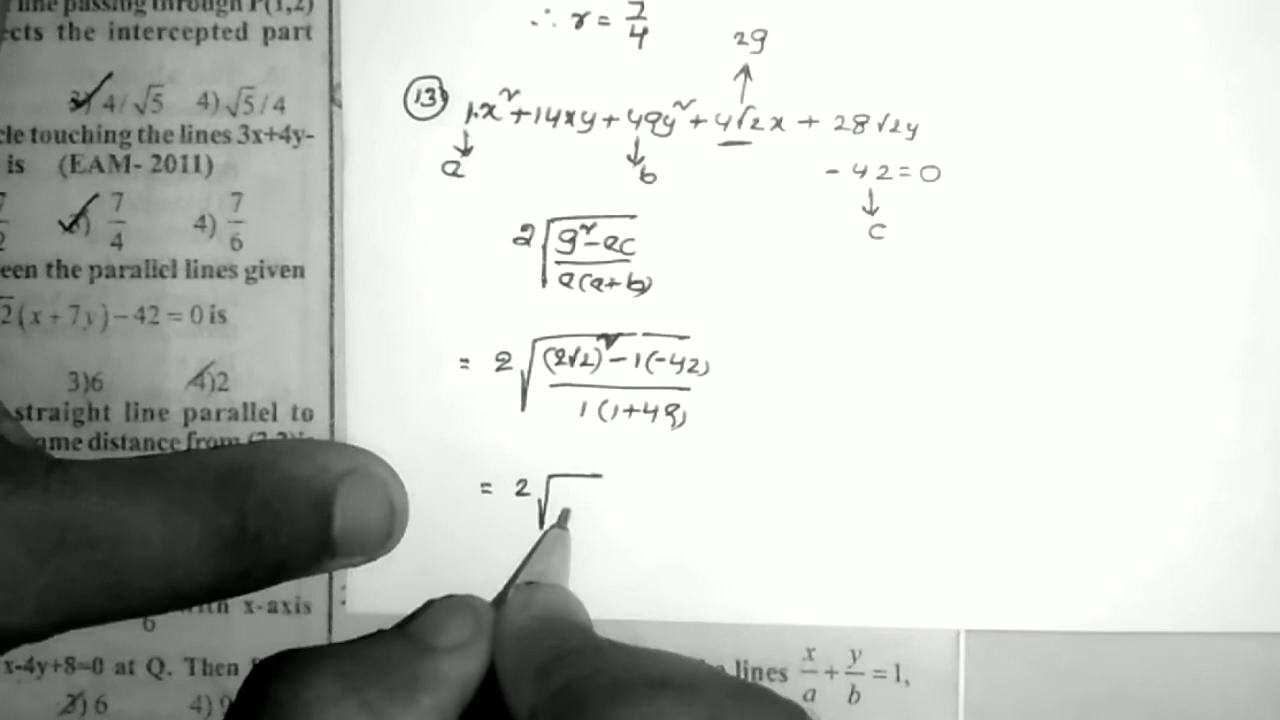 line passing through P(1,2)
ects the intercepted part
3) 4/√5 4) √5/4
cle touching the lines 3x+4y-
is (EAM- 2011)
7/2 3) 7/4 4) 7/6
een the parallel lines given
√2(x + 7y) − 42 = 0 is
3)6 4)2
straight line parallel to
ame distance from
with x-axis
6
x-4y+8=0 at Q. Then
2) 6 4) 9
lines x/a + y/b = 1,
∴ r = 7/4
2g
(13) 1.x² + 14xy + 49y² + 4√2x + 28√2y
- 42 = 0
a b c
2√((g² - ac)/(a(a+b)))
= 2√(((2√2)² - 1(-42))/(1(1+49)))
= 2√